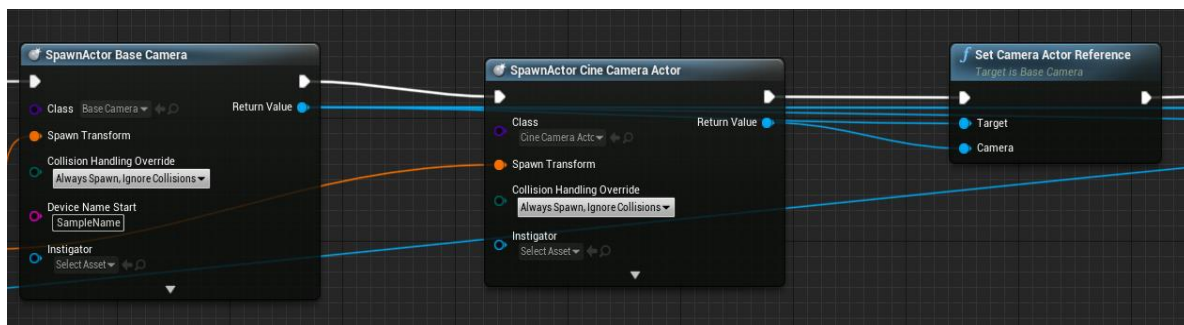 SpawnActor Base Camera
Class Base Camera
Return Value
Spawn Transform
Collision Handling Override
Always Spawn, Ignore Collisions
Device Name Start
SampleName
Instigator
Select Asset
SpawnActor Cine Camera Actor
Class
Return Value
Cine Camera Actc
Spawn Transform
Collision Handling Override
Always Spawn, Ignore Collisions
Instigator
Select Asset
f Set Camera Actor Reference
Target is Base Camera
Target
Camera